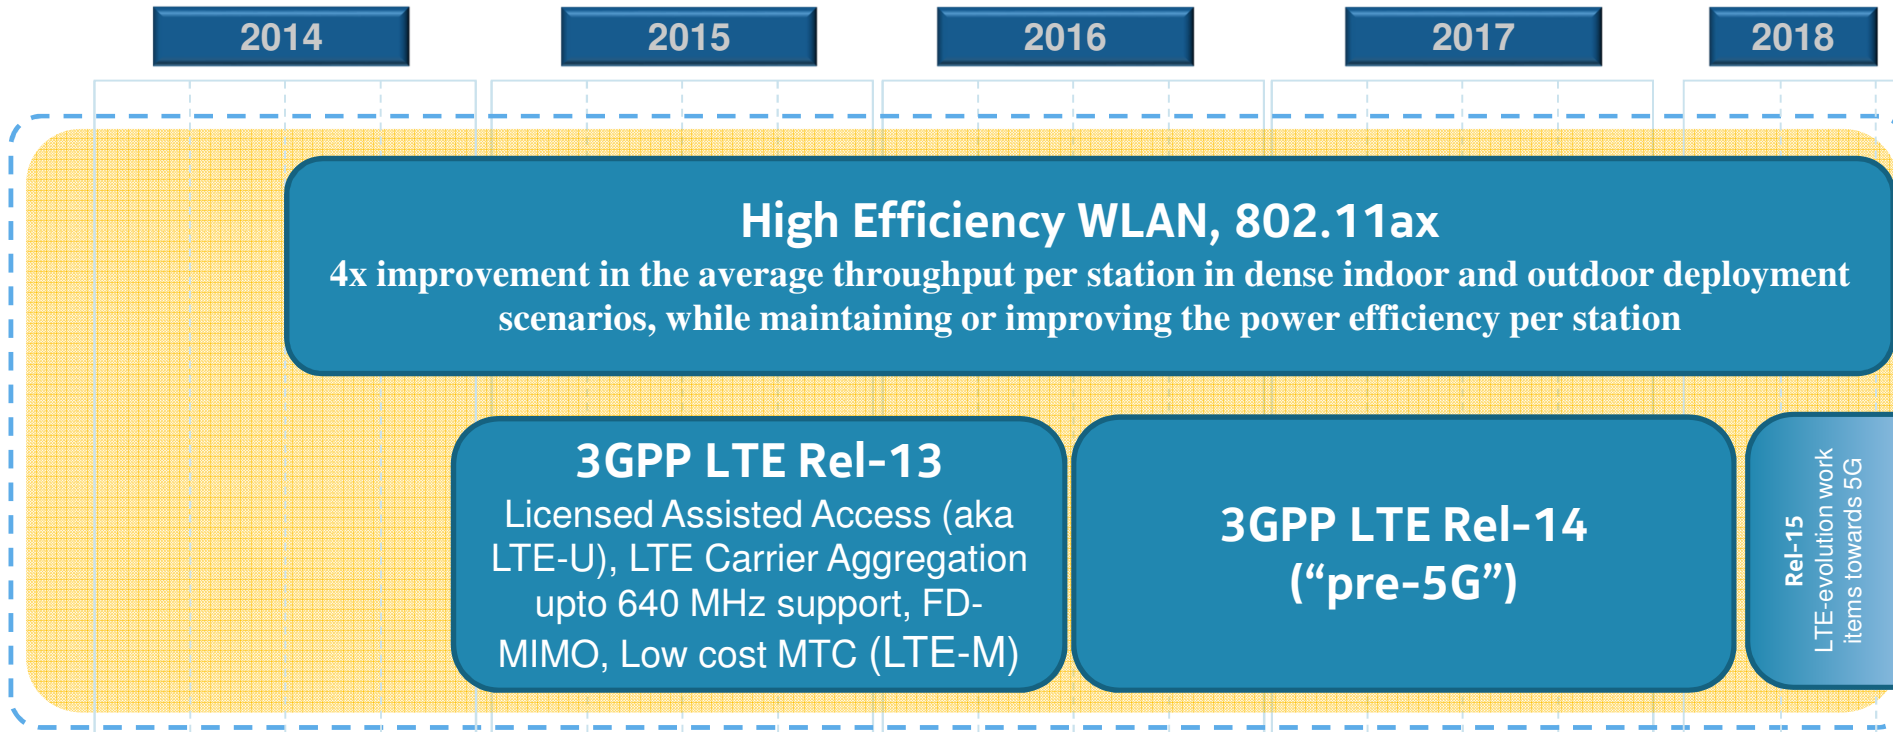 2014
2015
2016
2017
2018
High Efficiency WLAN, 802.11ax
4x improvement in the average throughput per station in dense indoor and outdoor deployment
scenarios, while maintaining or improving the power efficiency per station
3GPP LTE Rel-13
Licensed Assisted Access (aka
LTE-U), LTE Carrier Aggregation
upto 640 MHz support, FD-
MIMO, Low cost MTC (LTE-M)
3GPP LTE Rel-14
(“pre-5G”)
Rel-15
LTE-evolution work
items towards 5G